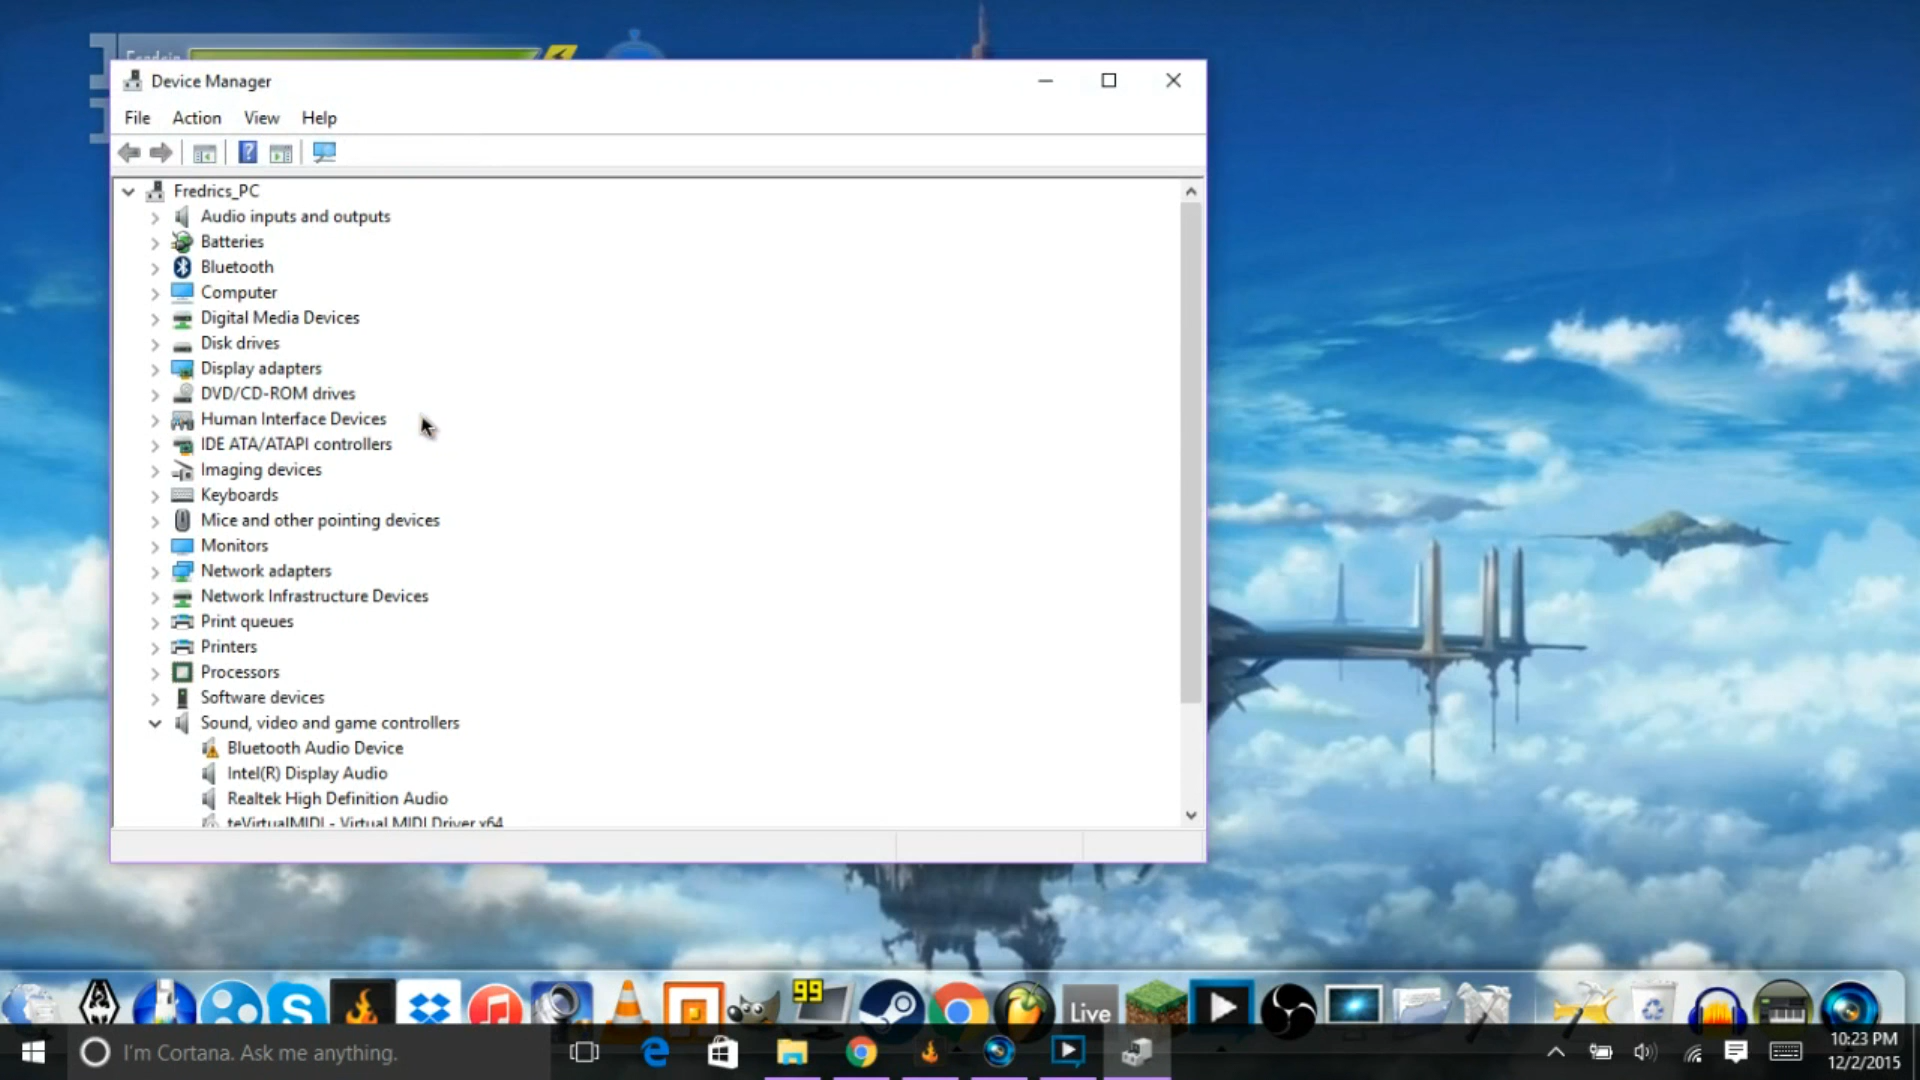 Fredric
Device Manager
File Action View Help
Fredrics_PC
Audio inputs and outputs
Batteries
Bluetooth
Computer
Digital Media Devices
Disk drives
Display adapters
DVD/CD-ROM drives
Human Interface Devices
IDE ATA/ATAPI controllers
Imaging devices
Keyboards
Mice and other pointing devices
Monitors
Network adapters
Network Infrastructure Devices
Print queues
Printers
Processors
Software devices
Sound, video and game controllers
Bluetooth Audio Device
Intel(R) Display Audio
Realtek High Definition Audio
teVirtualMIDI - Virtual MIDI Driver x64
99
Live
I'm Cortana. Ask me anything.
10:23 PM
12/2/2015